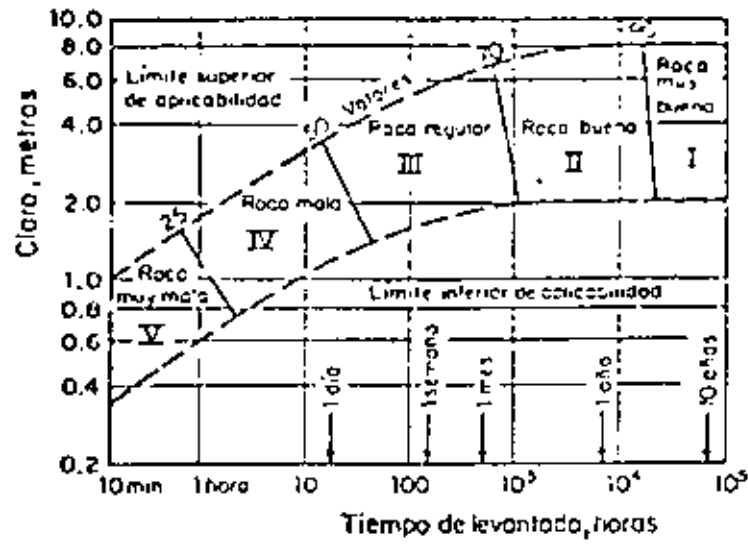 10.0
8.0
6.0
4.0
2.0
1.0
0.8
0.6
0.4
0.2
Claro, metros
Límite superior
de aplicabilidad
Valores
25
Roca
muy mala
V
Roca mala
IV
Roca regular
III
Roca buena
II
Roca
muy
buena
I
Límite inferior de aplicabilidad
1 día
1 semana
1 mes
1 año
10 años
10 min
1 hora
10
100
10³
10⁴
10⁵
Tiempo de levantada, horas